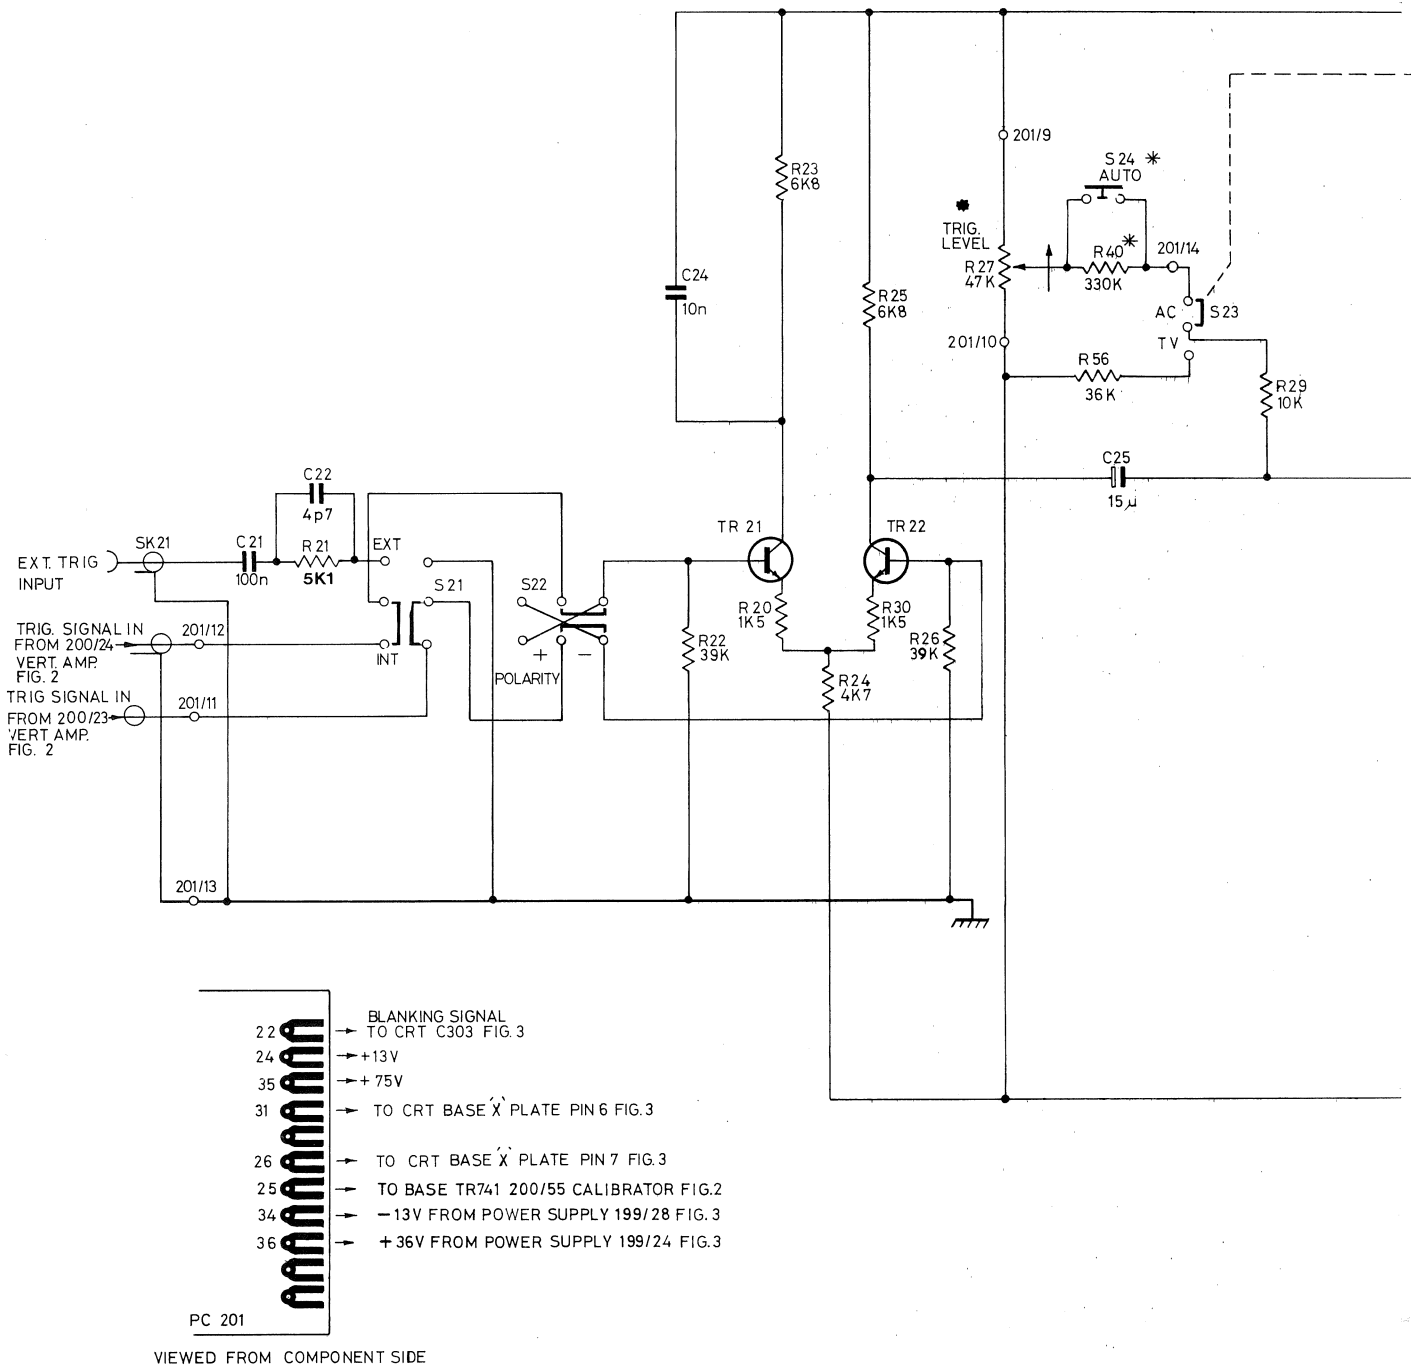 201/9
R23
6K8
S24 *
AUTO
*
TRIG.
LEVEL
R27
47K
R40 *
330K
201/14
C24
10n
R25
6K8
AC
S23
TV
201/10
R56
36K
R29
10K
C25
15µ
C22
4p7
TR 21
TR 22
SK21
C21
100n
R21
5K1
EXT
EXT. TRIG
INPUT
S21
S22
R20
1K5
R30
1K5
TRIG. SIGNAL IN
FROM 200/24
VERT. AMP.
FIG. 2
201/12
INT
R22
39K
R26
39K
+ −
POLARITY
R24
4K7
TRIG SIGNAL IN
FROM 200/23
VERT AMP.
FIG. 2
201/11
201/13
22 BLANKING SIGNAL
TO CRT C303 FIG.3
24 +13V
35 + 75V
31 TO CRT BASE 'X' PLATE PIN 6 FIG.3
26 TO CRT BASE 'X' PLATE PIN 7 FIG.3
25 TO BASE TR741 200/55 CALIBRATOR FIG.2
34 −13V FROM POWER SUPPLY 199/28 FIG.3
36 +36V FROM POWER SUPPLY 199/24 FIG.3
PC 201
VIEWED FROM COMPONENT SIDE